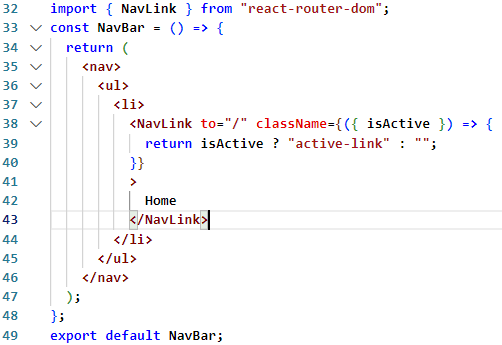 32 import { NavLink } from "react-router-dom";
33 const NavBar = () => {
34   return (
35     <nav>
36       <ul>
37         <li>
38           <NavLink to="/" className={({ isActive }) => {
39             return isActive ? "active-link" : "";
40           }}
41           >
42             Home
43           </NavLink>
44         </li>
45       </ul>
46     </nav>
47   );
48 };
49 export default NavBar;